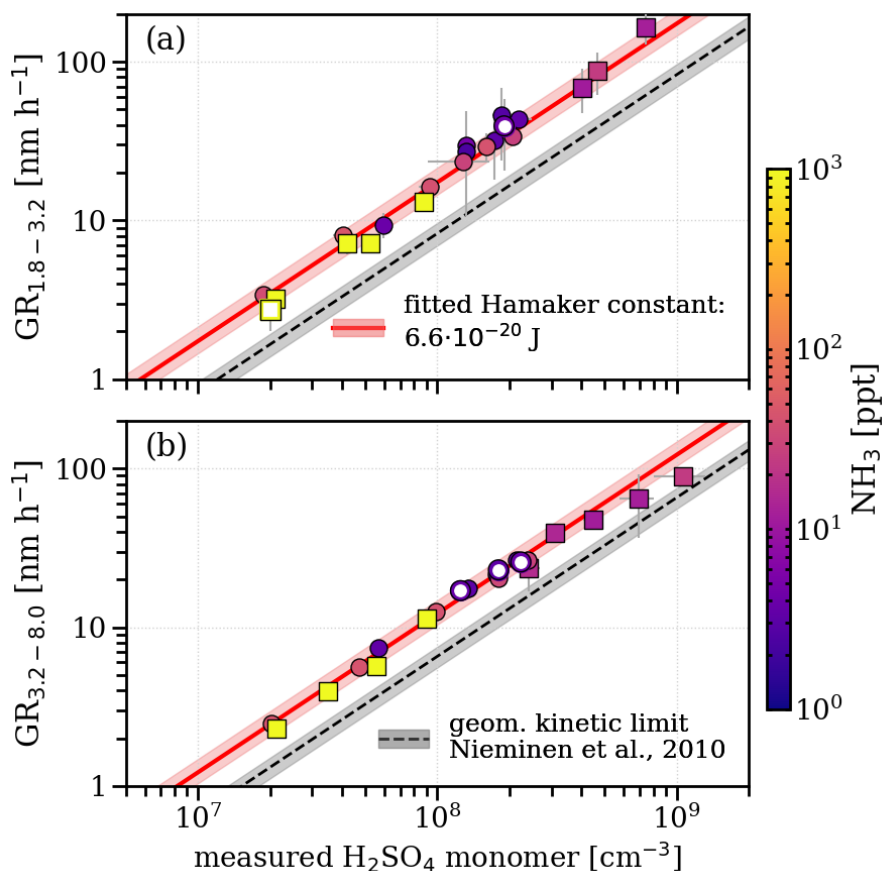 (a)
100
10
1
GR₁.₈₋₃.₂ [nm h⁻¹]
fitted Hamaker constant:
6.6·10⁻²⁰ J
(b)
100
10
1
GR₃.₂₋₈.₀ [nm h⁻¹]
geom. kinetic limit
Nieminen et al., 2010
10⁷
10⁸
10⁹
measured H₂SO₄ monomer [cm⁻³]
10³
10²
10¹
10⁰
NH₃ [ppt]